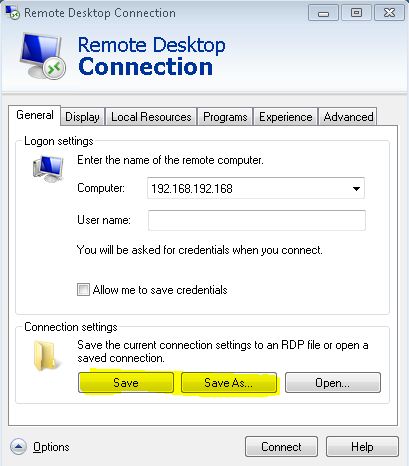 Remote Desktop Connection
Remote Desktop
Connection
General Display Local Resources Programs Experience Advanced
Logon settings
Enter the name of the remote computer.
Computer: 192.168.192.168
User name:
You will be asked for credentials when you connect.
Allow me to save credentials
Connection settings
Save the current connection settings to an RDP file or open a
saved connection.
Save Save As... Open...
Options Connect Help